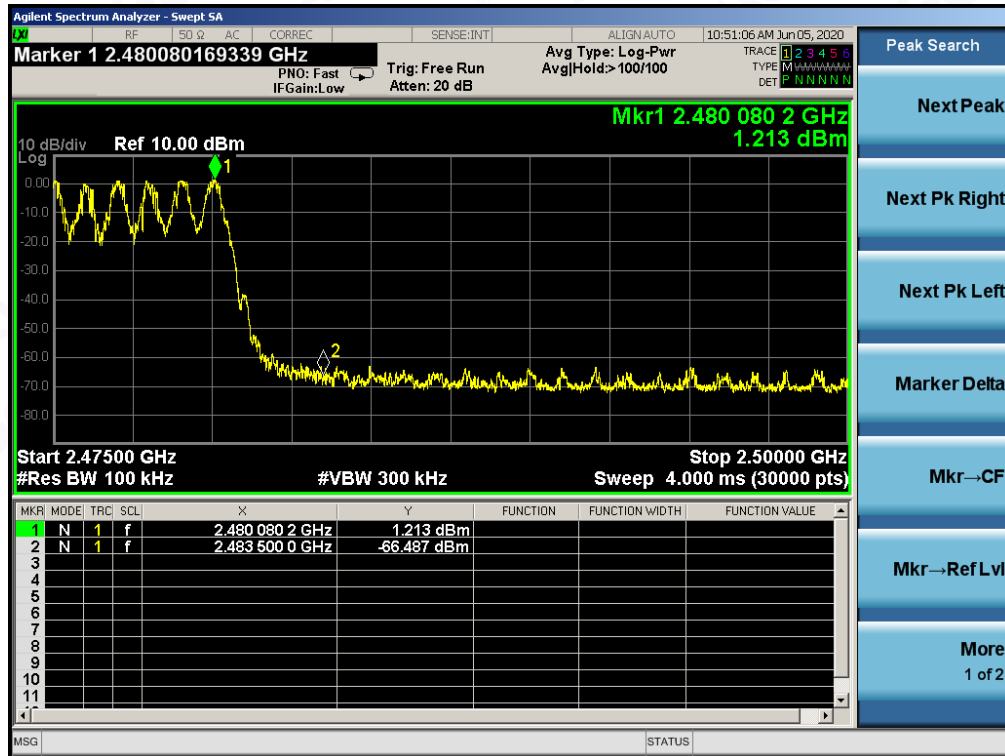 Agilent Spectrum Analyzer - Swept SA
LXI RF 50 Ω AC CORREC SENSE:INT ALIGN AUTO 10:51:06 AM Jun 05, 2020
Marker 1 2.480080169339 GHz
PNO: Fast
IFGain:Low
Trig: Free Run
Atten: 20 dB
Avg Type: Log-Pwr
Avg|Hold:>100/100
TRACE 1 2 3 4 5 6
TYPE M WWWWW
DET P N N N N N
Mkr1 2.480 080 2 GHz
1.213 dBm
10 dB/div Ref 10.00 dBm
Log
1
0.00
-10.0
-20.0
-30.0
-40.0
-50.0
2
-60.0
-70.0
-80.0
Start 2.47500 GHz Stop 2.50000 GHz
#Res BW 100 kHz #VBW 300 kHz Sweep 4.000 ms (30000 pts)
MKR MODE TRC SCL X Y FUNCTION FUNCTION WIDTH FUNCTION VALUE
1 N 1 f 2.480 080 2 GHz 1.213 dBm
2 N 1 f 2.483 500 0 GHz -66.487 dBm
3
4
5
6
7
8
9
10
11
MSG STATUS
Peak Search
Next Peak
Next Pk Right
Next Pk Left
Marker Delta
Mkr→CF
Mkr→Ref Lvl
More
1 of 2